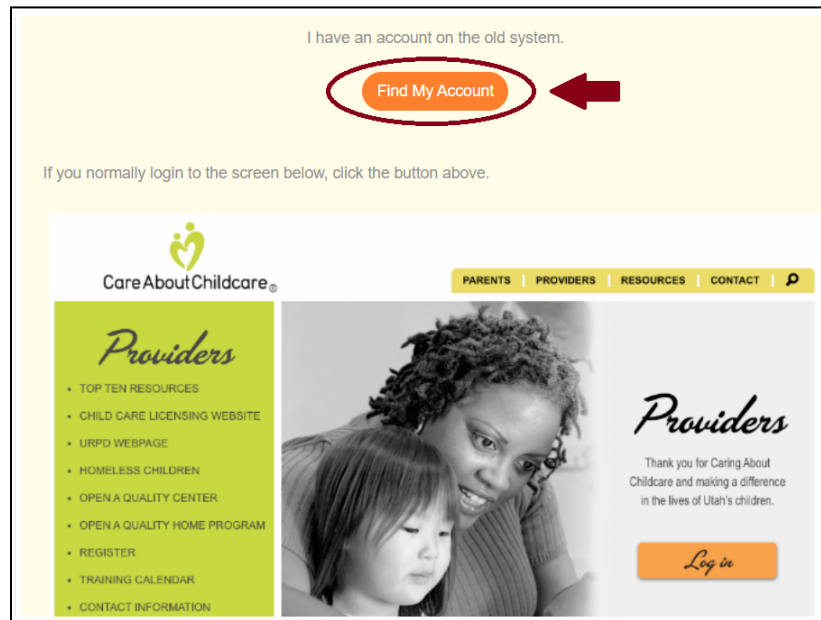 I have an account on the old system.
Find My Account
If you normally login to the screen below, click the button above.
CareAboutChildcare®
PARENTS | PROVIDERS | RESOURCES | CONTACT |
Providers
• TOP TEN RESOURCES
• CHILD CARE LICENSING WEBSITE
• URPD WEBPAGE
• HOMELESS CHILDREN
• OPEN A QUALITY CENTER
• OPEN A QUALITY HOME PROGRAM
• REGISTER
• TRAINING CALENDAR
• CONTACT INFORMATION
Providers
Thank you for Caring About
Childcare and making a difference
in the lives of Utah's children.
Log in